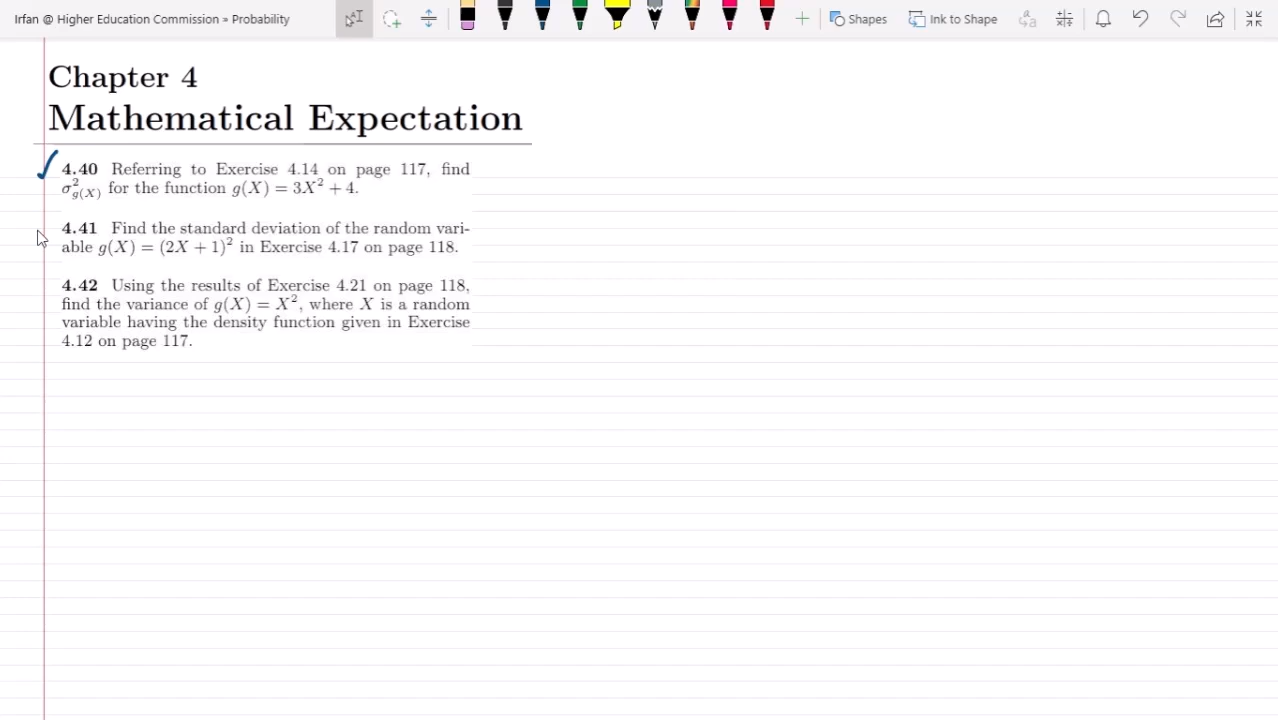 Irfan @ Higher Education Commission » Probability
Shapes
Ink to Shape
Chapter 4
Mathematical Expectation
4.40 Referring to Exercise 4.14 on page 117, find
σ²g(X) for the function g(X) = 3X² + 4.
4.41 Find the standard deviation of the random vari-
able g(X) = (2X + 1)² in Exercise 4.17 on page 118.
4.42 Using the results of Exercise 4.21 on page 118,
find the variance of g(X) = X², where X is a random
variable having the density function given in Exercise
4.12 on page 117.